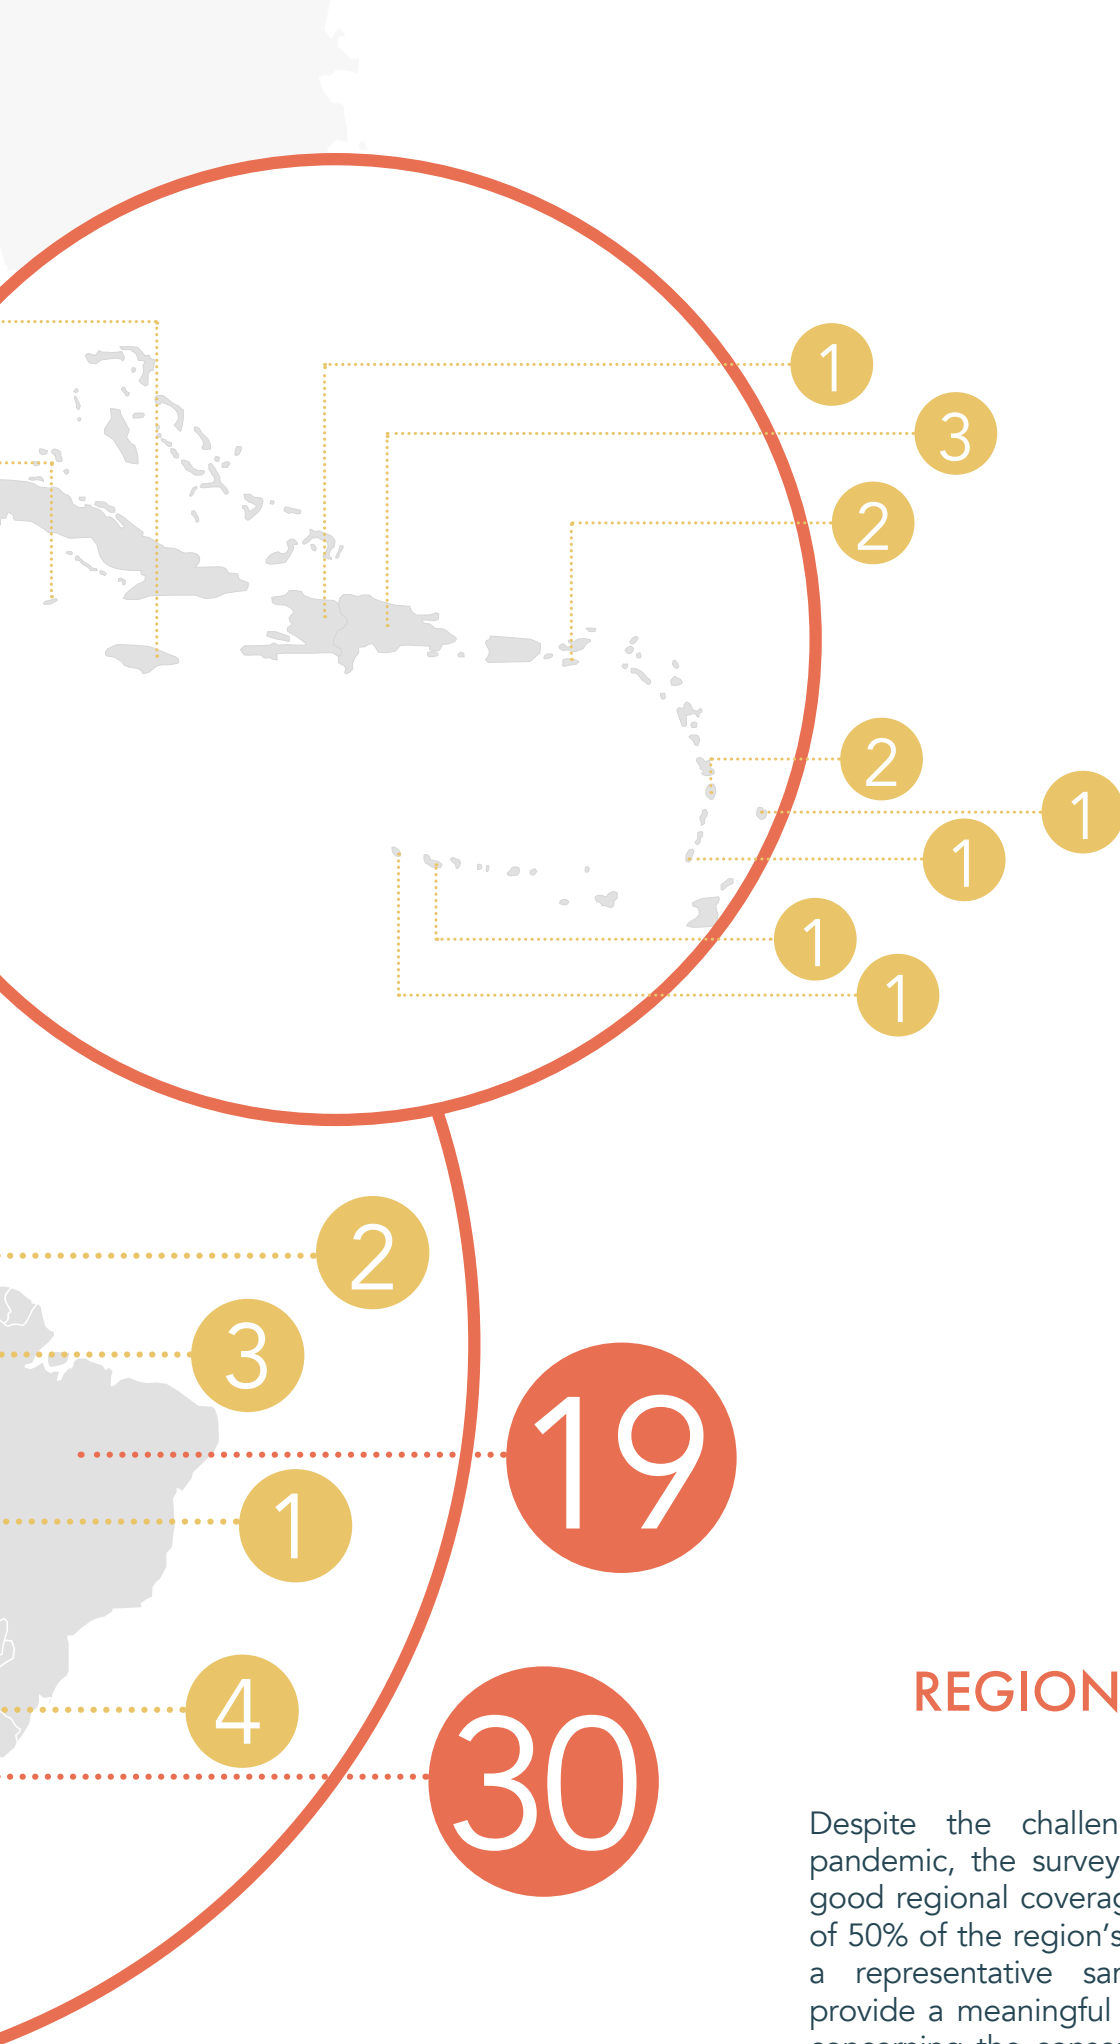 1
3
2
2
1
1
1
1
2
3
19
1
4
30
REGION
Despite the challen
pandemic, the survey
good regional coverag
of 50% of the region's
a representative sar
provide a meaningful